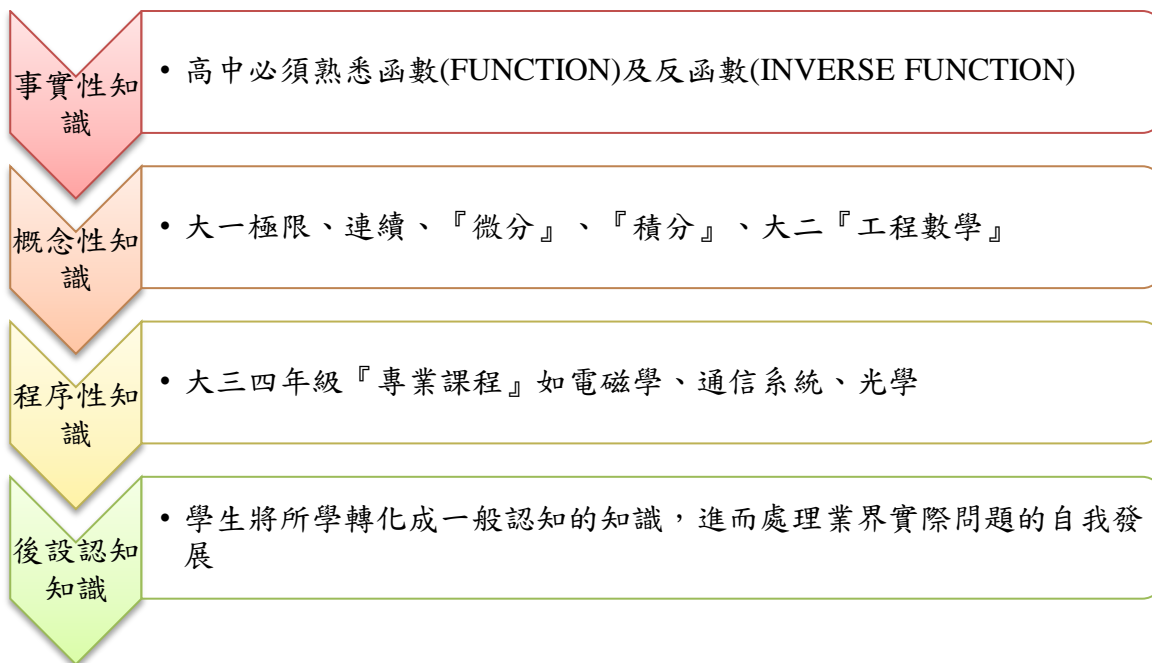 事實性知
識
• 高中必須熟悉函數(FUNCTION)及反函數(INVERSE FUNCTION)
概念性知
識
• 大一極限、連續、『微分』、『積分』、大二『工程數學』
程序性知
識
• 大三四年級『專業課程』如電磁學、通信系統、光學
後設認知
知識
• 學生將所學轉化成一般認知的知識，進而處理業界實際問題的自我發
展